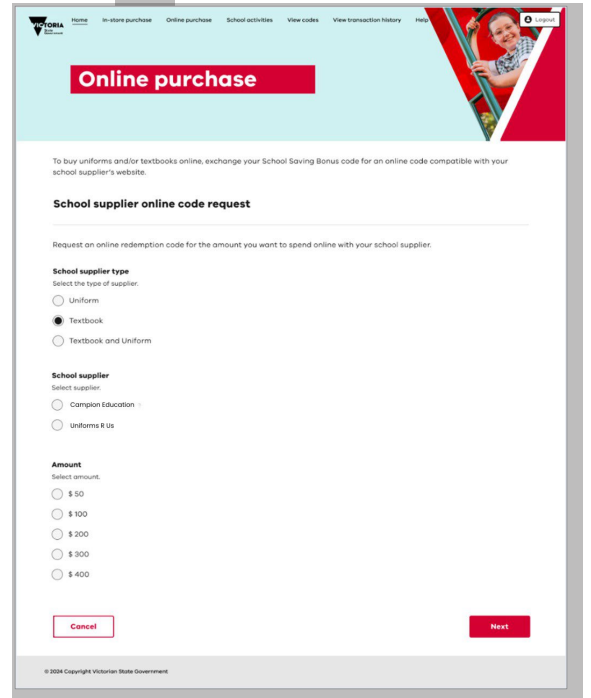 VICTORIA
State
Government
Home In-store purchase Online purchase School activities View codes View transaction history Help
Logout
Online purchase
To buy uniforms and/or textbooks online, exchange your School Saving Bonus code for an online code compatible with your
school supplier's website.
School supplier online code request
Request an online redemption code for the amount you want to spend online with your school supplier.
School supplier type
Select the type of supplier.
Uniform
Textbook
Textbook and Uniform
School supplier
Select supplier.
Campion Education
Uniforms R Us
Amount
Select amount.
$ 50
$ 100
$ 200
$ 300
$ 400
Cancel
Next
© 2024 Copyright Victorian State Government